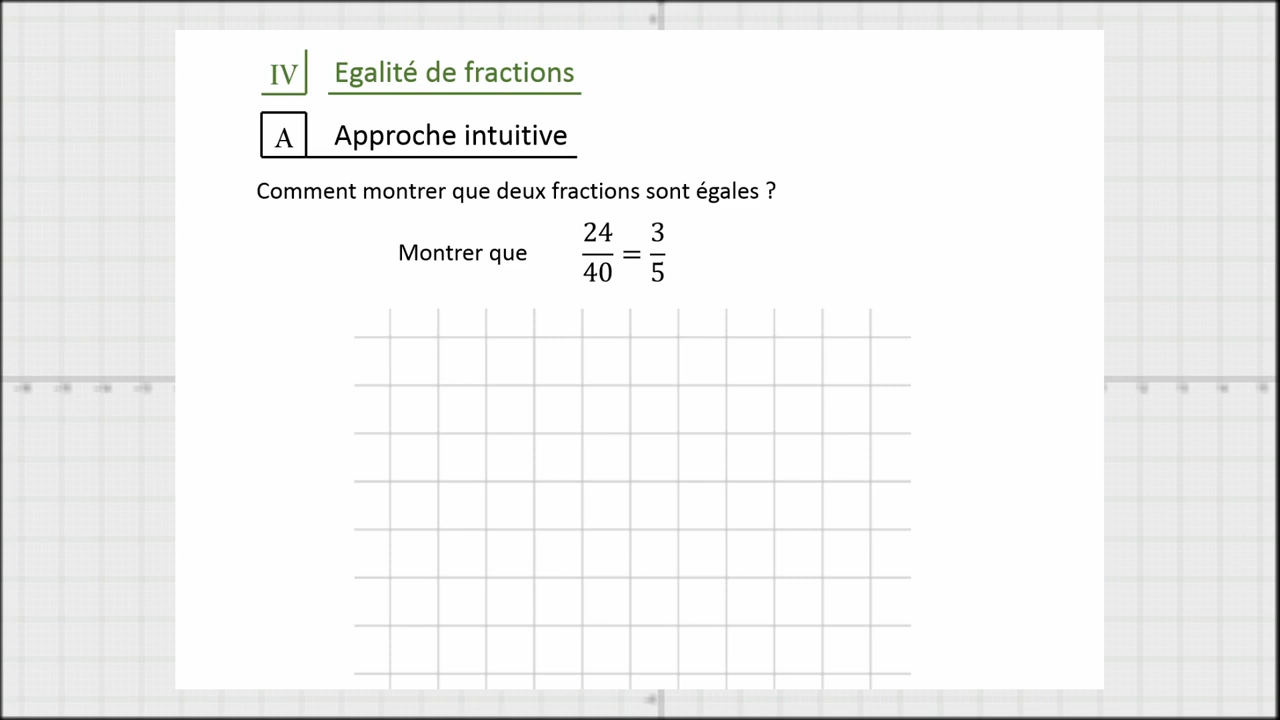 IV Egalité de fractions
A Approche intuitive
Comment montrer que deux fractions sont égales ?
Montrer que 24/40 = 3/5